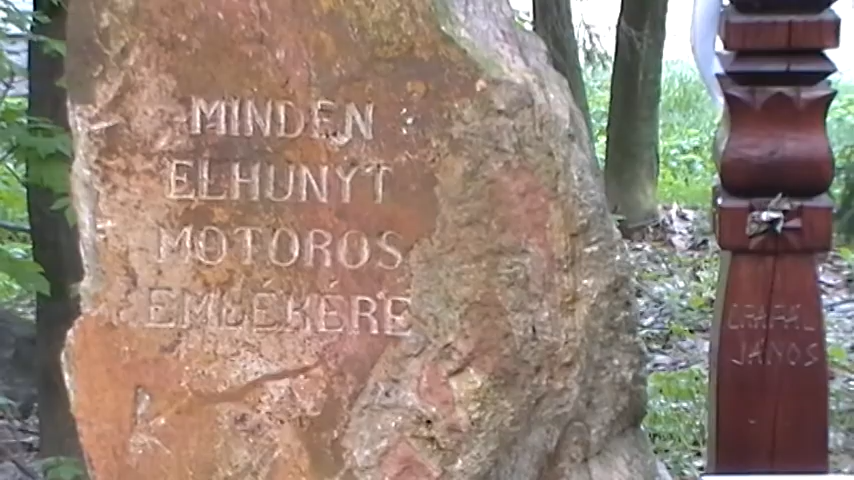 MINDEN
ELHUNYT
MOTOROS
EMLÉKÉRE
JÁNOS